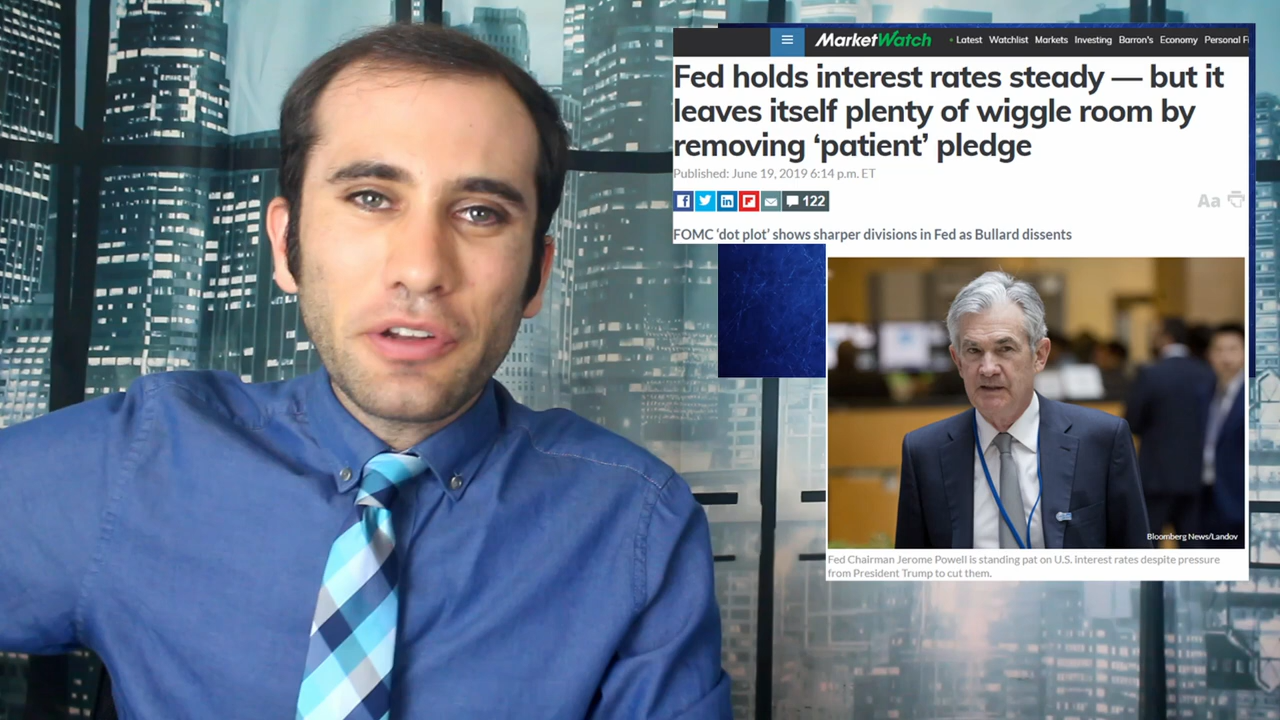 MarketWatch
Latest Watchlist Markets Investing Barron's Economy Personal
Fed holds interest rates steady — but it
leaves itself plenty of wiggle room by
removing ‘patient’ pledge
Published: June 19, 2019 6:14 p.m. ET
122
Aa
FOMC ‘dot plot’ shows sharper divisions in Fed as Bullard dissents
Bloomberg News/Landov
Fed Chairman Jerome Powell is standing pat on U.S. interest rates despite pressure
from President Trump to cut them.